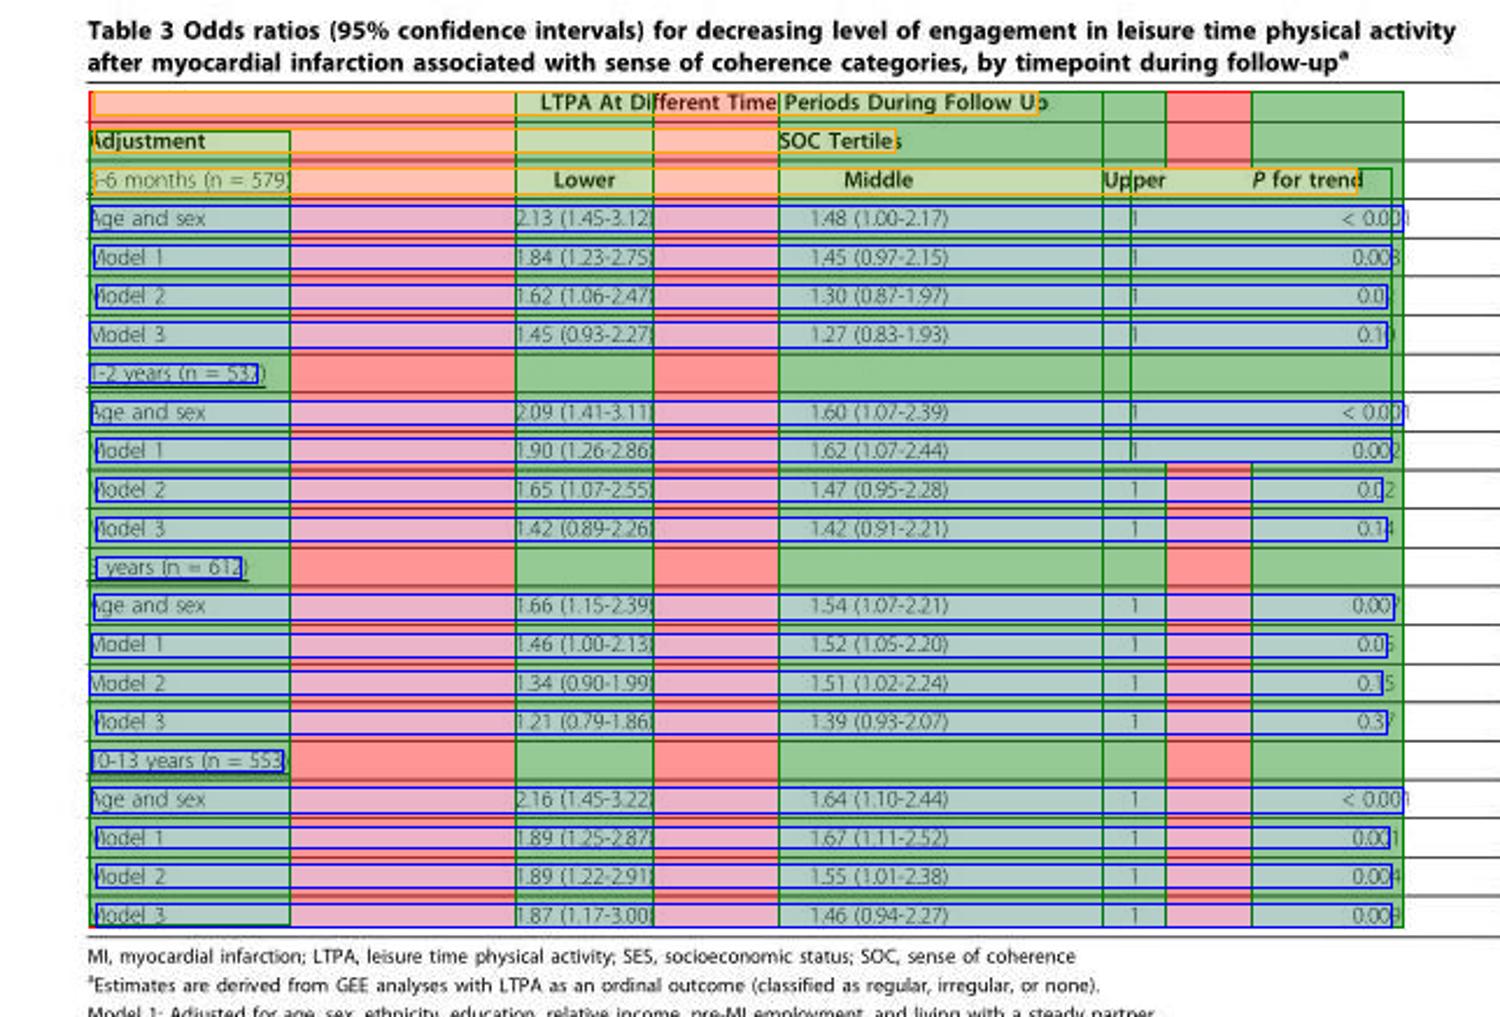 Table 3 Odds ratios (95% confidence intervals) for decreasing level of engagement in leisure time physical activity
after myocardial infarction associated with sense of coherence categories, by timepoint during follow-upª
LTPA At Different Time Periods During Follow Up
Adjustment SOC Tertiles
3-6 months (n = 579) Lower Middle Upper P for trend
Age and sex 2.13 (1.45-3.12) 1.48 (1.00-2.17) 1 < 0.001
Model 1 1.84 (1.23-2.75) 1.45 (0.97-2.15) 1 0.003
Model 2 1.62 (1.06-2.47) 1.30 (0.87-1.97) 1
Model 3 1.45 (0.93-2.27) 1.27 (0.83-1.93) 1 0.10
1-2 years (n = 537)
Age and sex 2.09 (1.41-3.11) 1.60 (1.07-2.39) 1 < 0.001
Model 1 1.90 (1.26-2.86) 1.62 (1.07-2.44) 1 0.002
Model 2 1.65 (1.07-2.55) 1.47 (0.95-2.28) 1 0.02
Model 3 1.42 (0.89-2.26) 1.42 (0.91-2.21) 1 0.14
years (n = 612)
Age and sex 1.66 (1.15-2.39) 1.54 (1.07-2.21) 1 0.007
Model 1 1.46 (1.00-2.13) 1.52 (1.05-2.20) 1 0.05
Model 2 1.34 (0.90-1.99) 1.51 (1.02-2.24) 1 0.15
Model 3 1.21 (0.79-1.86) 1.39 (0.93-2.07) 1 0.37
10-13 years (n = 553)
Age and sex 2.16 (1.45-3.22) 1.64 (1.10-2.44) 1 < 0.001
Model 1 1.89 (1.25-2.87) 1.67 (1.11-2.52) 1 0.001
Model 2 1.89 (1.22-2.91) 1.55 (1.01-2.38) 1 0.004
Model 3 1.87 (1.17-3.00) 1.46 (0.94-2.27) 1 0.009
MI, myocardial infarction; LTPA, leisure time physical activity; SES, socioeconomic status; SOC, sense of coherence
ªEstimates are derived from GEE analyses with LTPA as an ordinal outcome (classified as regular, irregular, or none).
Model 1: Adjusted for age, sex, ethnicity, education, relative income, pre-MI employment, and living with a steady partner